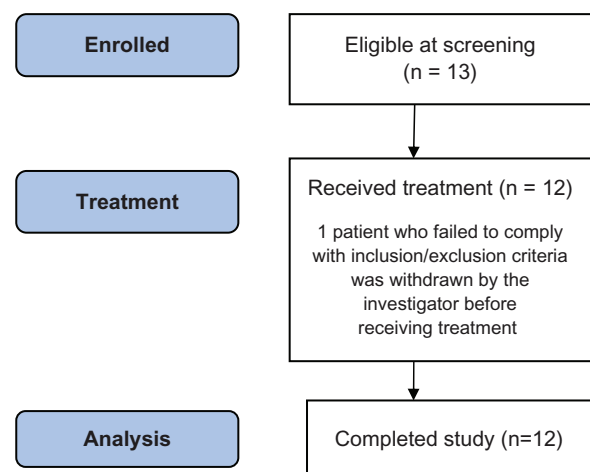 Enrolled
Eligible at screening
(n = 13)
Treatment
Received treatment (n = 12)
1 patient who failed to comply
with inclusion/exclusion criteria
was withdrawn by the
investigator before
receiving treatment
Analysis
Completed study (n=12)